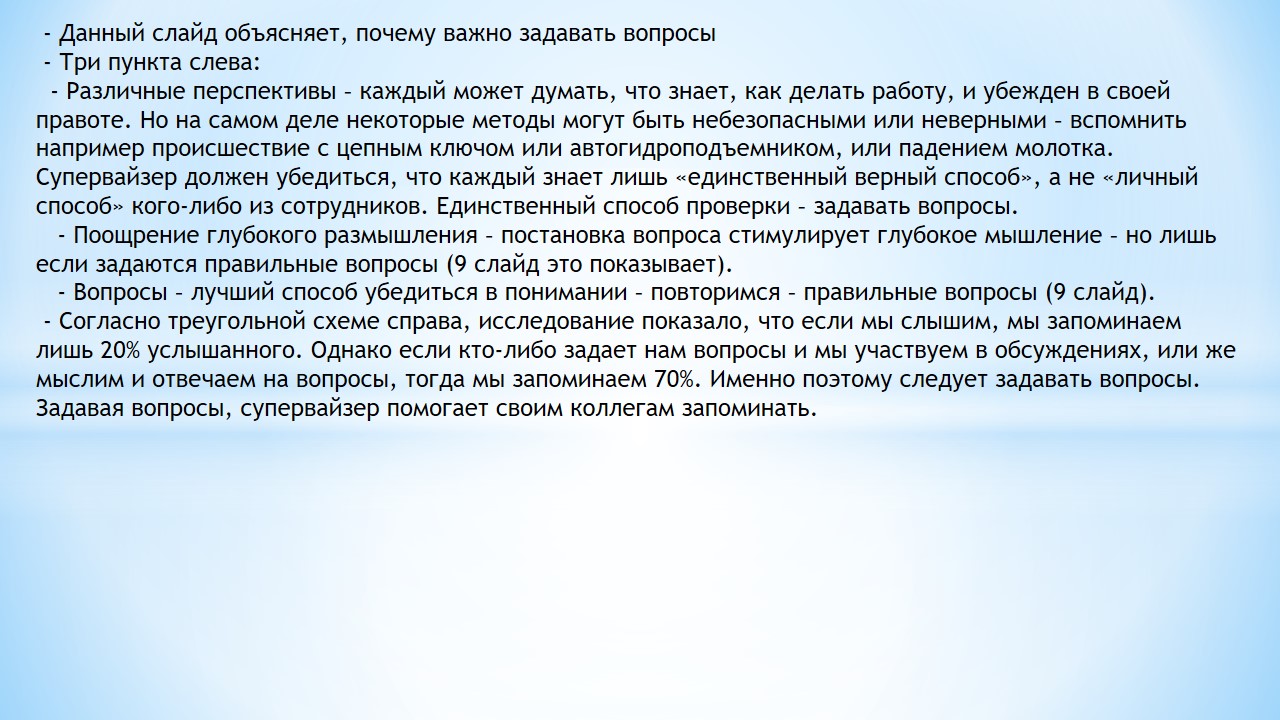 - Данный слайд объясняет, почему важно задавать вопросы
- Три пункта слева:
- Различные перспективы – каждый может думать, что знает, как делать работу, и убежден в своей
правоте. Но на самом деле некоторые методы могут быть небезопасными или неверными – вспомнить
например происшествие с цепным ключом или автогидроподъемником, или падением молотка.
Супервайзер должен убедиться, что каждый знает лишь «единственный верный способ», а не «личный
способ» кого-либо из сотрудников. Единственный способ проверки – задавать вопросы.
- Поощрение глубокого размышления – постановка вопроса стимулирует глубокое мышление – но лишь
если задаются правильные вопросы (9 слайд это показывает).
- Вопросы – лучший способ убедиться в понимании – повторимся – правильные вопросы (9 слайд).
- Согласно треугольной схеме справа, исследование показало, что если мы слышим, мы запоминаем
лишь 20% услышанного. Однако если кто-либо задает нам вопросы и мы участвуем в обсуждениях, или же
мыслим и отвечаем на вопросы, тогда мы запоминаем 70%. Именно поэтому следует задавать вопросы.
Задавая вопросы, супервайзер помогает своим коллегам запоминать.